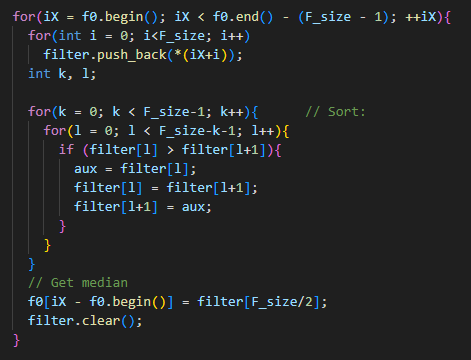 for(iX = f0.begin(); iX < f0.end() - (F_size - 1); ++iX){
  for(int i = 0; i<F_size; i++)
    filter.push_back(*(iX+i));
  int k, l;

  for(k = 0; k < F_size-1; k++){      // Sort:
    for(l = 0; l < F_size-k-1; l++){
      if (filter[l] > filter[l+1]){
        aux = filter[l];
        filter[l] = filter[l+1];
        filter[l+1] = aux;
      }
    }
  }
  // Get median
  f0[iX - f0.begin()] = filter[F_size/2];
  filter.clear();
}